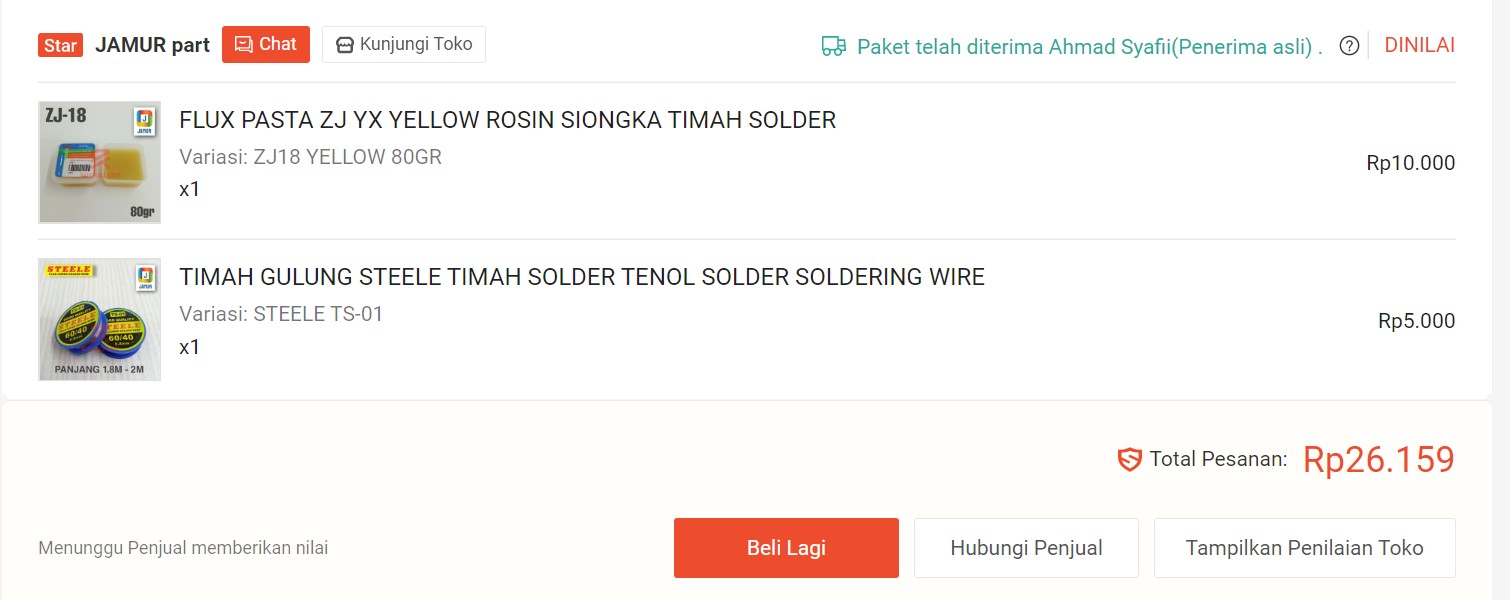 Star JAMUR part Chat Kunjungi Toko Paket telah diterima Ahmad Syafii(Penerima asli) . ? DINILAI
ZJ-18
JAMUR
80gr
FLUX PASTA ZJ YX YELLOW ROSIN SIONGKA TIMAH SOLDER
Variasi: ZJ18 YELLOW 80GR
x1
Rp10.000
STEELE
JAMUR
STEELE
60/40
60/40
PANJANG 1.8M - 2M
TIMAH GULUNG STEELE TIMAH SOLDER TENOL SOLDER SOLDERING WIRE
Variasi: STEELE TS-01
x1
Rp5.000
Total Pesanan: Rp26.159
Menunggu Penjual memberikan nilai
Beli Lagi
Hubungi Penjual
Tampilkan Penilaian Toko